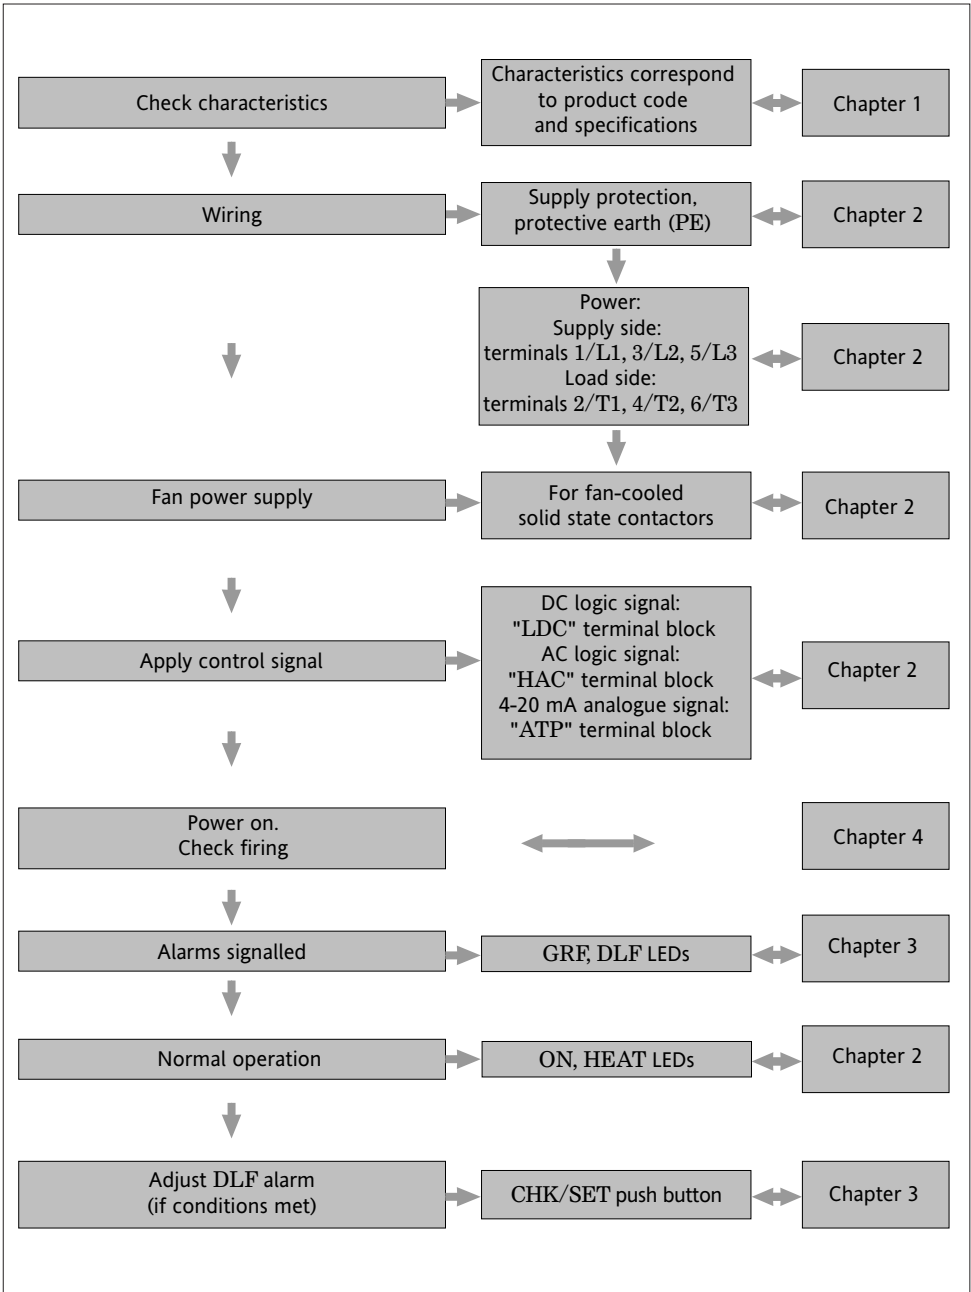 Check characteristics
Characteristics correspond
to product code
and specifications
Chapter 1
Wiring
Supply protection,
protective earth (PE)
Chapter 2
Power:
Supply side:
terminals 1/L1, 3/L2, 5/L3
Load side:
terminals 2/T1, 4/T2, 6/T3
Chapter 2
Fan power supply
For fan-cooled
solid state contactors
Chapter 2
Apply control signal
DC logic signal:
"LDC" terminal block
AC logic signal:
"HAC" terminal block
4-20 mA analogue signal:
"ATP" terminal block
Chapter 2
Power on.
Check firing
Chapter 4
Alarms signalled
GRF, DLF LEDs
Chapter 3
Normal operation
ON, HEAT LEDs
Chapter 2
Adjust DLF alarm
(if conditions met)
CHK/SET push button
Chapter 3